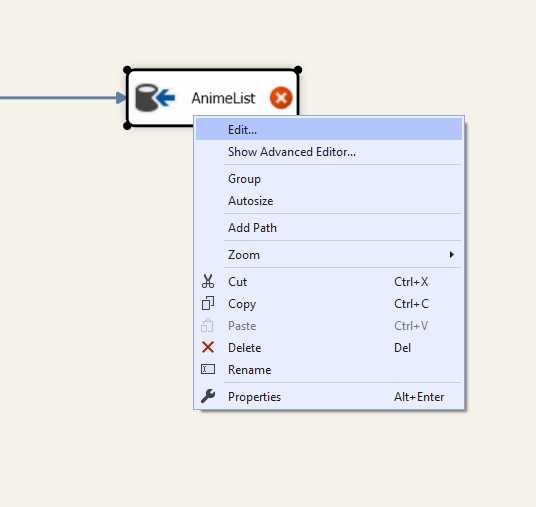 AnimeList
Edit...
Show Advanced Editor...
Group
Autosize
Add Path
Zoom
Cut Ctrl+X
Copy Ctrl+C
Paste Ctrl+V
Delete Del
Rename
Properties Alt+Enter